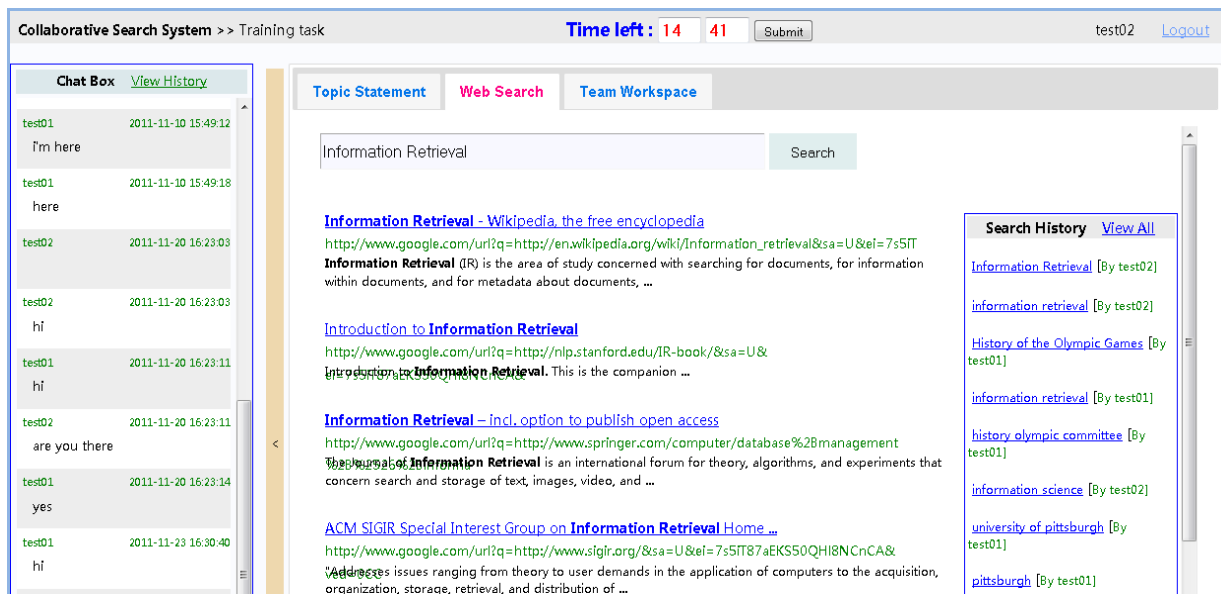 Collaborative Search System >> Training task
Time left : 14 41 Submit
test02 Logout
Chat Box View History
test01 2011-11-10 15:49:12
i'm here
test01 2011-11-10 15:49:18
here
test02 2011-11-20 16:23:03
test02 2011-11-20 16:23:03
hi
test01 2011-11-20 16:23:11
hi
test02 2011-11-20 16:23:11
are you there
test01 2011-11-20 16:23:14
yes
test01 2011-11-23 16:30:40
hi
<
Topic Statement Web Search Team Workspace
Information Retrieval Search
Information Retrieval - Wikipedia, the free encyclopedia
http://www.google.com/url?q=http://en.wikipedia.org/wiki/Information_retrieval&sa=U&ei=7s5iT
Information Retrieval (IR) is the area of study concerned with searching for documents, for information
within documents, and for metadata about documents, ...
Introduction to Information Retrieval
http://www.google.com/url?q=http://nlp.stanford.edu/IR-book/&sa=U&
Introduction to Information Retrieval. This is the companion ...
Information Retrieval – incl. option to publish open access
http://www.google.com/url?q=http://www.springer.com/computer/database%2Bmanagement
The Journal of Information Retrieval is an international forum for theory, algorithms, and experiments that
concern search and storage of text, images, video, and ...
ACM SIGIR Special Interest Group on Information Retrieval Home ...
http://www.google.com/url?q=http://www.sigir.org/&sa=U&ei=7s5iT87aEKS50QHI8NCnCA&
"Addresses issues ranging from theory to user demands in the application of computers to the acquisition,
organization, storage, retrieval, and distribution of ...
Search History View All
Information Retrieval [By test02]
information retrieval [By test02]
History of the Olympic Games [By
test01]
information retrieval [By test01]
history olympic committee [By
test01]
information science [By test02]
university of pittsburgh [By
test01]
pittsburgh [By test01]